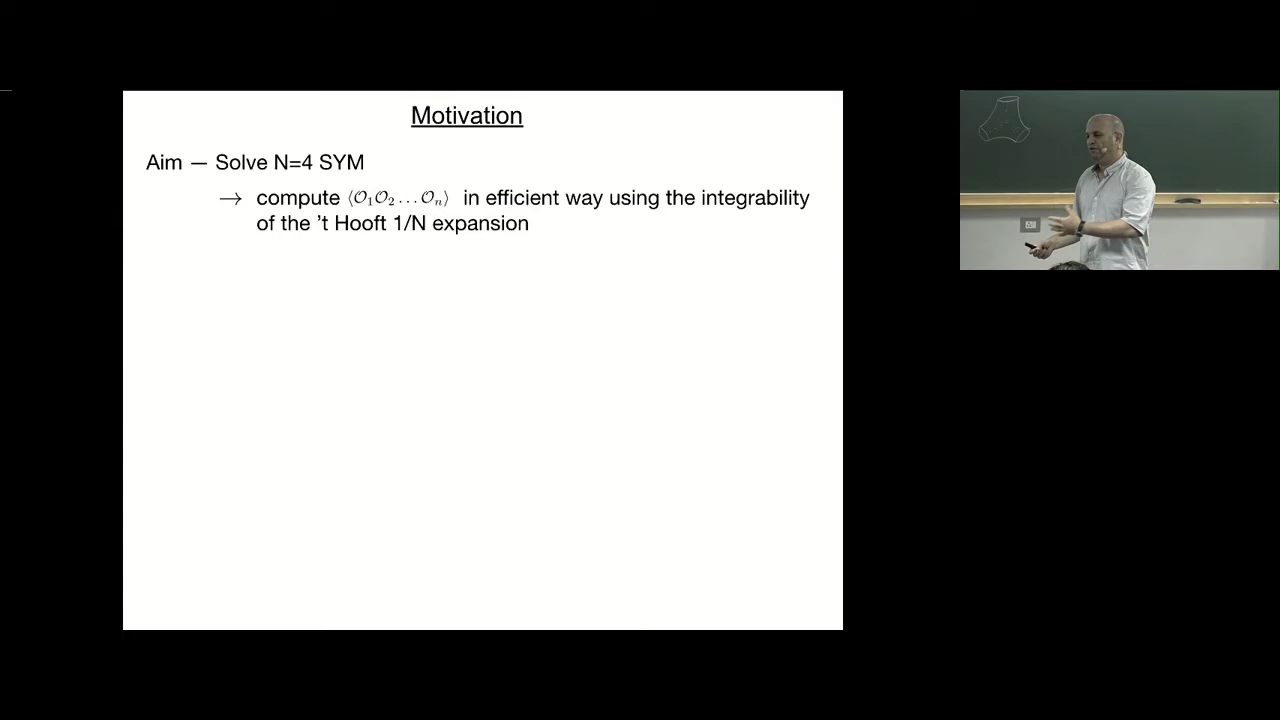 Motivation
Aim — Solve N=4 SYM
→ compute ⟨𝒪₁𝒪₂ … 𝒪ₙ⟩ in efficient way using the integrability
of the ’t Hooft 1/N expansion